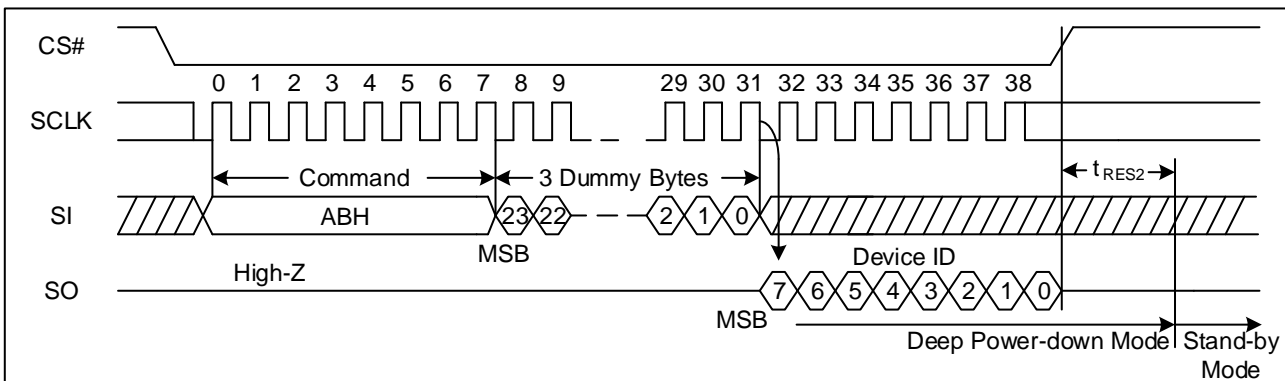 CS#
0 1 2 3 4 5 6 7 8 9 29 30 31 32 33 34 35 36 37 38
SCLK
Command 3 Dummy Bytes tRES2
SI ABH 23 22 2 1 0
MSB
High-Z Device ID
SO 7 6 5 4 3 2 1 0
MSB
Deep Power-down Mode Stand-by
Mode